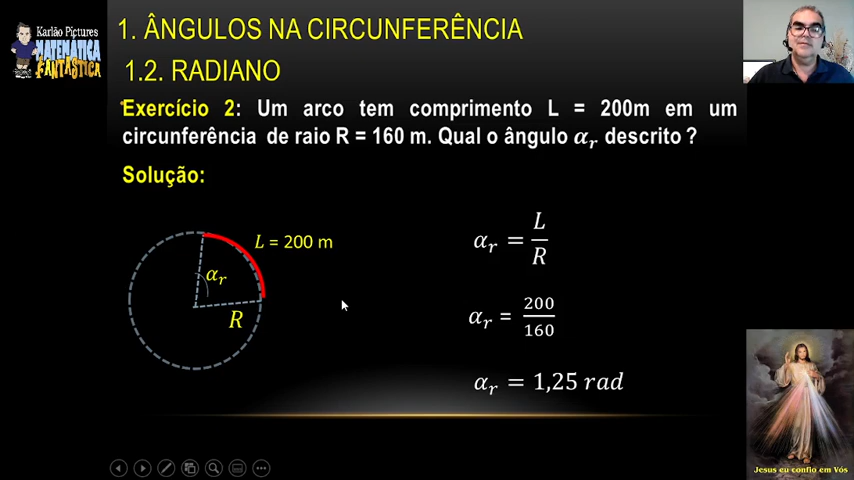 Karlão Pictures
MATEMÁTICA
FANTÁSTICA
1. ÂNGULOS NA CIRCUNFERÊNCIA
1.2. RADIANO
Exercício 2: Um arco tem comprimento L = 200m em um
circunferência de raio R = 160 m. Qual o ângulo αr descrito ?
Solução:
L = 200 m
αr
R
αr = L/R
αr = 200/160
αr = 1,25 rad
Jesus eu confio em Vós